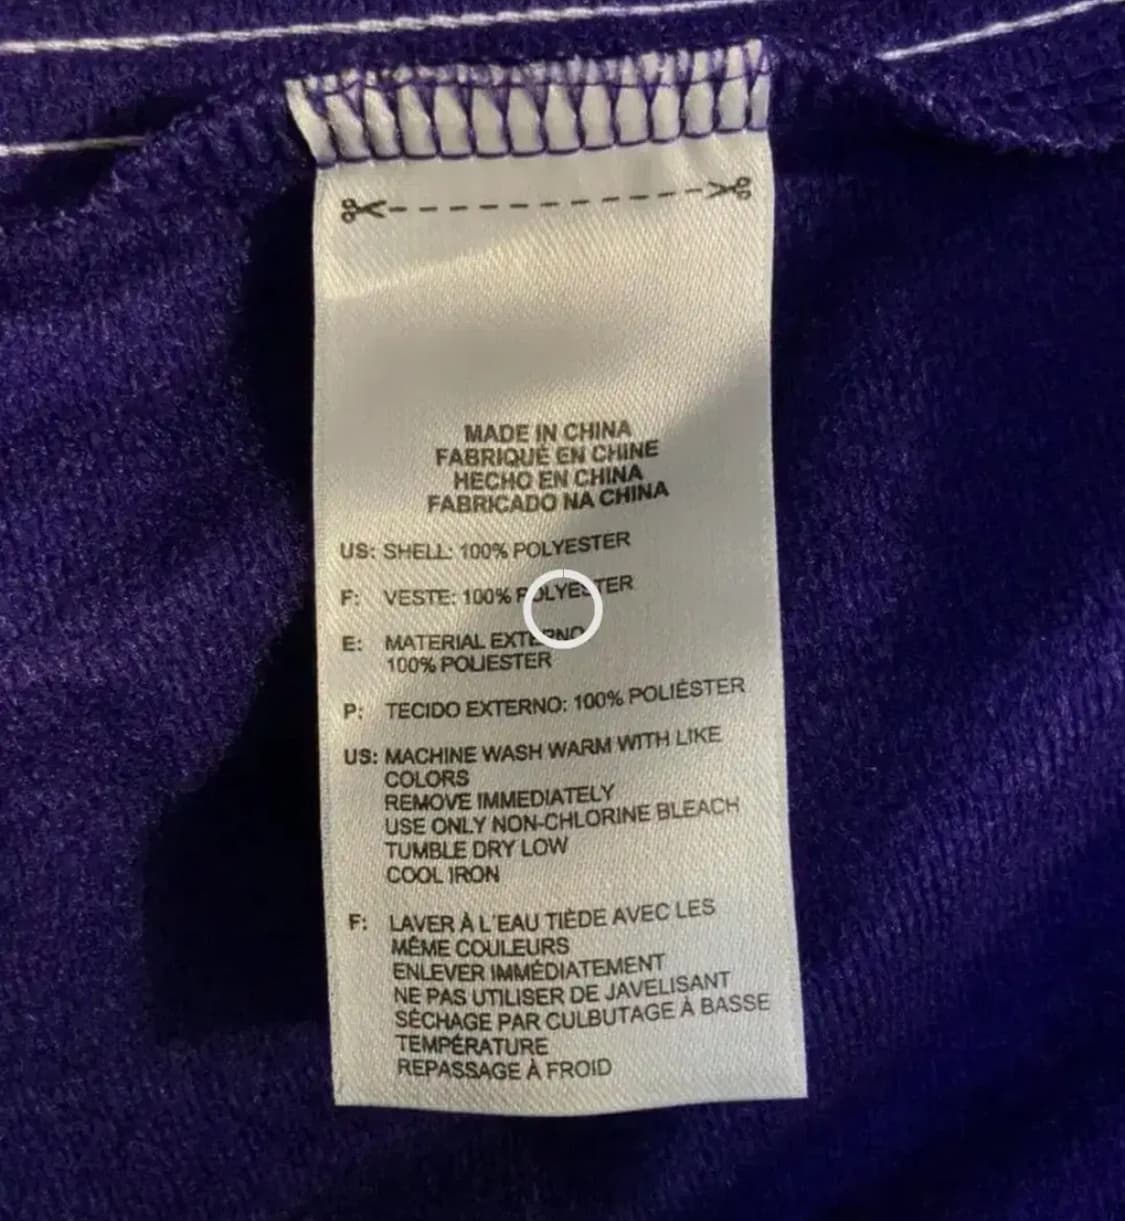 MADE IN CHINA
FABRIQUÉ EN CHINE
HECHO EN CHINA
FABRICADO NA CHINA
US: SHELL: 100% POLYESTER
F: VESTE: 100% POLYESTER
E: MATERIAL EXTERNO
100% POLIESTER
P: TECIDO EXTERNO: 100% POLIÉSTER
US: MACHINE WASH WARM WITH LIKE
COLORS
REMOVE IMMEDIATELY
USE ONLY NON-CHLORINE BLEACH
TUMBLE DRY LOW
COOL IRON
F: LAVER À L'EAU TIÈDE AVEC LES
MÊME COULEURS
ENLEVER IMMÉDIATEMENT
NE PAS UTILISER DE JAVELISANT
SÉCHAGE PAR CULBUTAGE À BASSE
TEMPÉRATURE
REPASSAGE À FROID